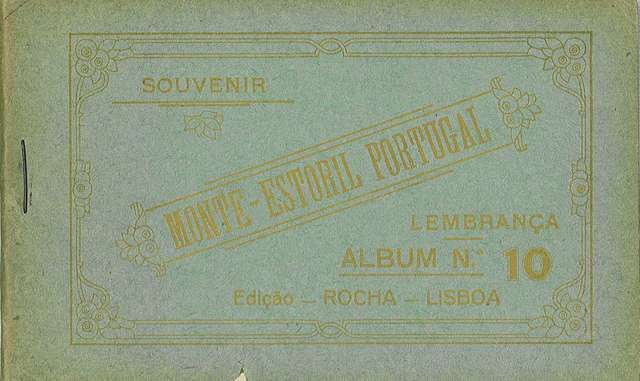 SOUVENIR
MONTE-ESTORIL PORTUGAL
LEMBRANÇA
ALBUM N.º 10
Edição — ROCHA — LISBOA